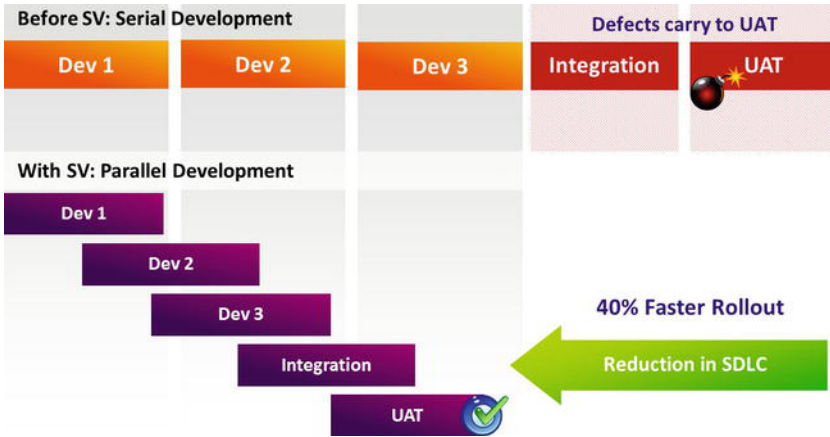 Before SV: Serial Development
Defects carry to UAT
Dev 1
Dev 2
Dev 3
Integration
UAT
With SV: Parallel Development
Dev 1
Dev 2
Dev 3
40% Faster Rollout
Integration
Reduction in SDLC
UAT